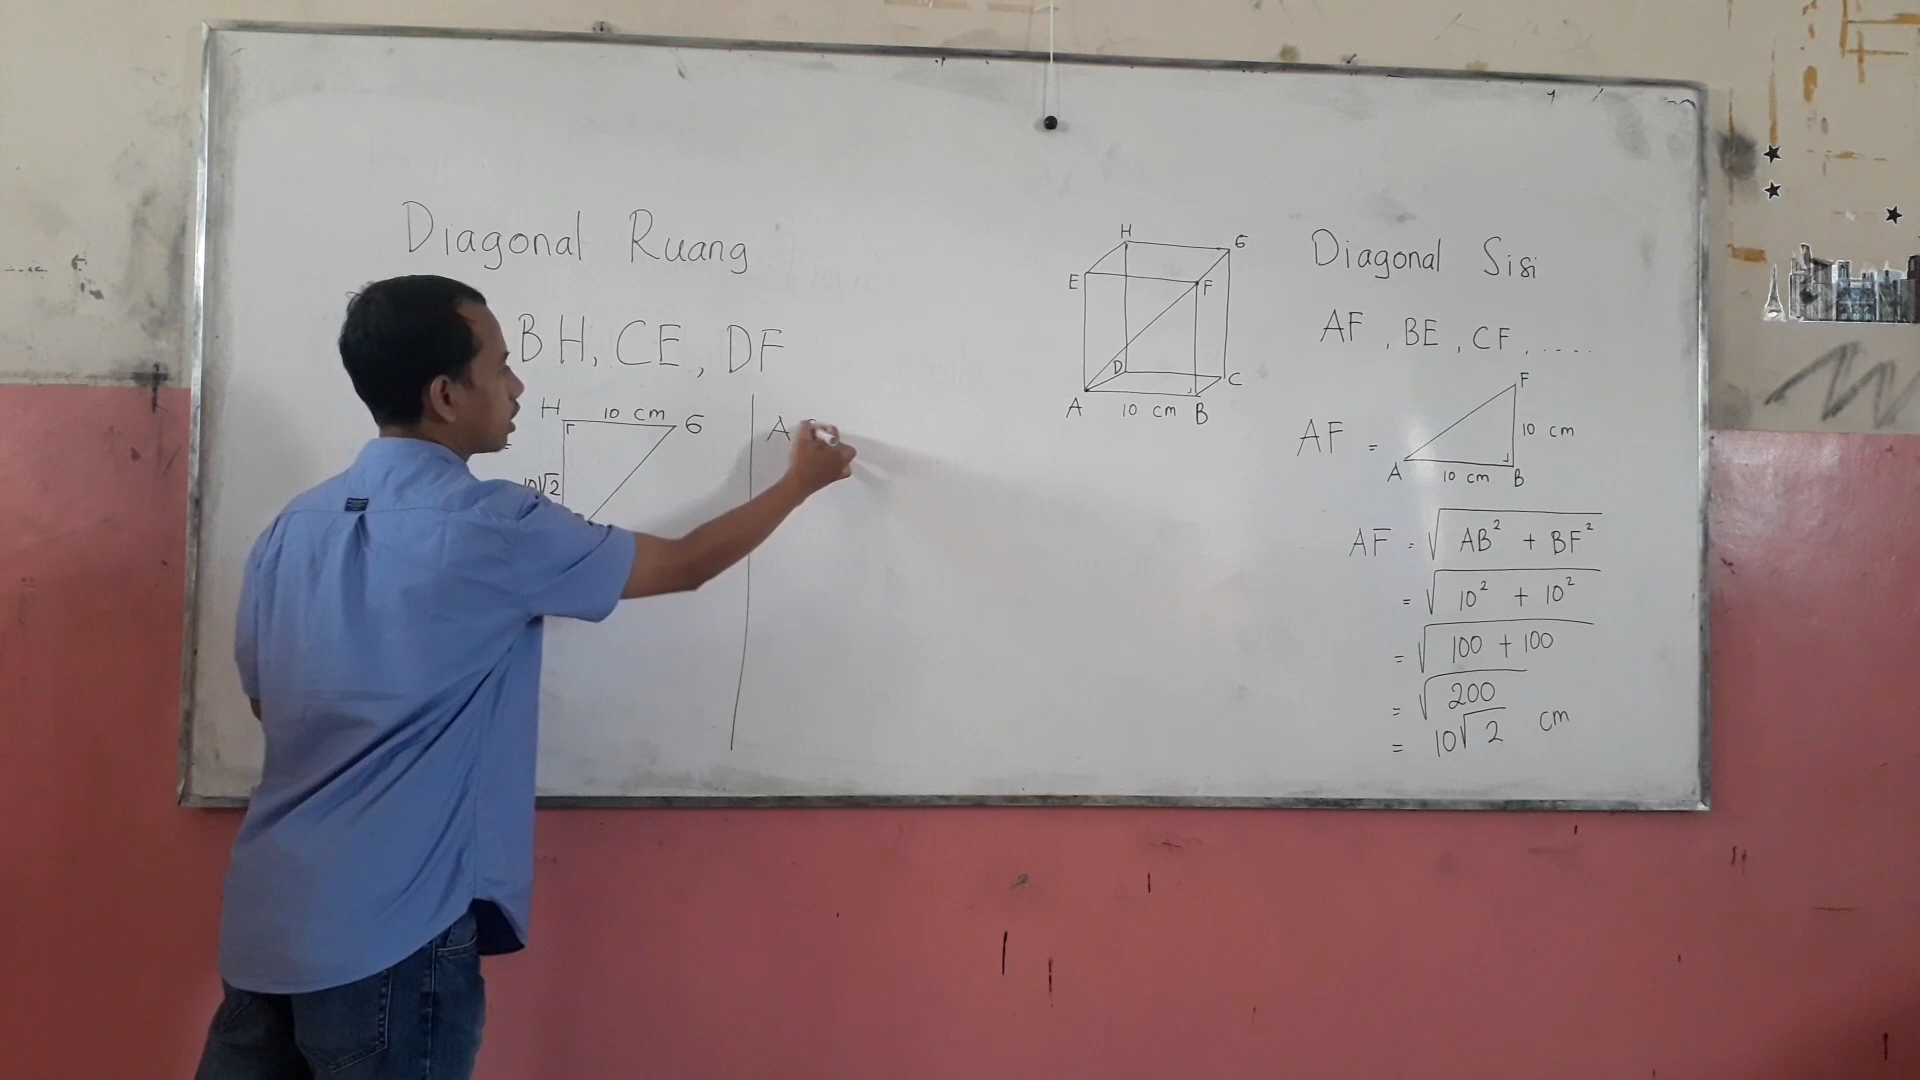 Diagonal Ruang
BH, CE, DF
H 10 cm G
10√2
A
H G
E F
D C
A 10 cm B
Diagonal Sisi
AF, BE, CF, .....
F
AF = 10 cm
A 10 cm B
AF = √AB² + BF²
= √10² + 10²
= √100 + 100
= √200
= 10√2 cm